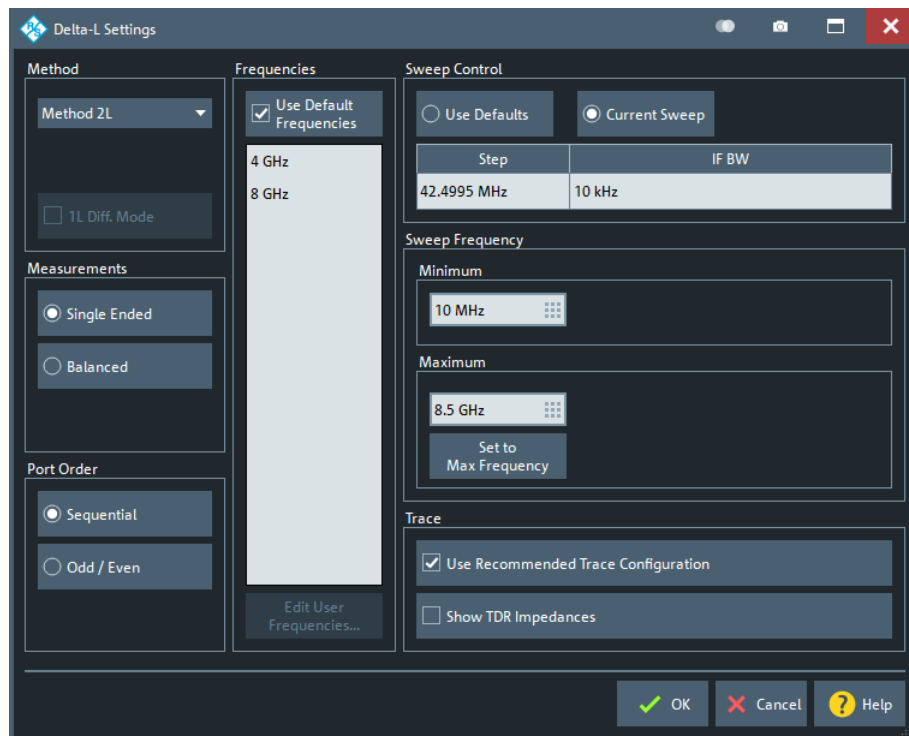 Delta-L Settings
Method
Method 2L
1L Diff. Mode
Measurements
Single Ended
Balanced
Port Order
Sequential
Odd / Even
Frequencies
Use Default
Frequencies
4 GHz
8 GHz
Edit User
Frequencies...
Sweep Control
Use Defaults
Current Sweep
Step IF BW
42.4995 MHz 10 kHz
Sweep Frequency
Minimum
10 MHz
Maximum
8.5 GHz
Set to
Max Frequency
Trace
Use Recommended Trace Configuration
Show TDR Impedances
OK
Cancel
? Help